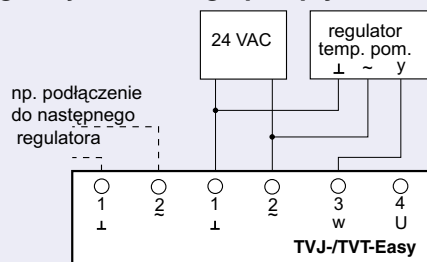 24 VAC
regulator
temp. pom.
⊥ ~ y
np. podłączenie
do następnego
regulatora
1 2 1 2 3 4
⊥ ~ ⊥ ~ w U
TVJ-/TVT-Easy